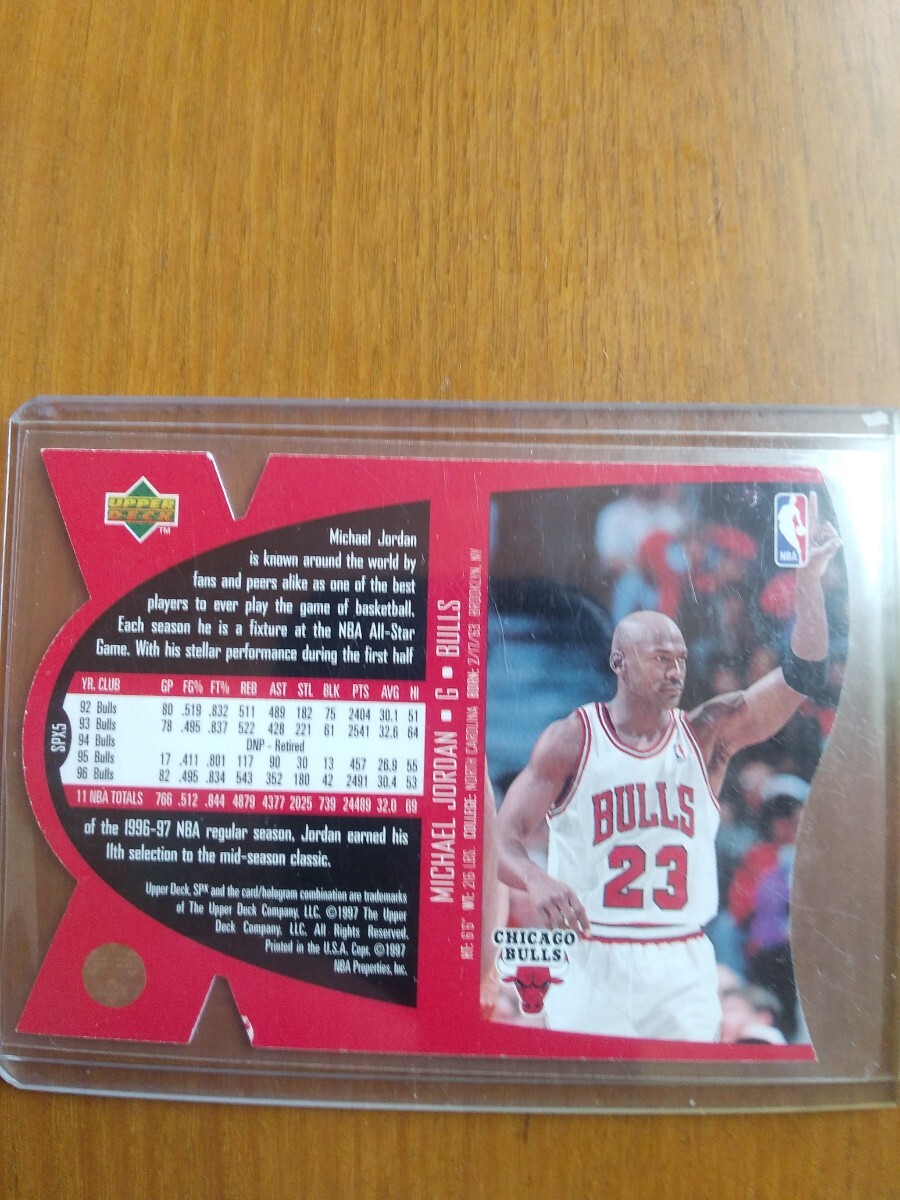 UPPER
DECK
TM
Michael Jordan
is known around the world by
fans and peers alike as one of the best
players to ever play the game of basketball.
Each season he is a fixture at the NBA All-Star
Game. With his stellar performance during the first half
SPX5
YR. CLUB GP FG% FT% REB AST STL BLK PTS AVG HI
92 Bulls 80 .519 .832 511 489 182 75 2404 30.1 51
93 Bulls 78 .495 .837 522 428 221 61 2541 32.6 64
94 Bulls DNP - Retired
95 Bulls 17 .411 .801 117 90 30 13 457 26.9 55
96 Bulls 82 .495 .834 543 352 180 42 2491 30.4 53
11 NBA TOTALS 766 .512 .844 4879 4377 2025 739 24489 32.0 69
of the 1996-97 NBA regular season, Jordan earned his
11th selection to the mid-season classic.
Upper Deck, SPX and the card/hologram combination are trademarks
of The Upper Deck Company, LLC. ©1997 The Upper
Deck Company, LLC. All Rights Reserved.
Printed in the U.S.A. Copr. ©1997
NBA Properties, Inc.
MICHAEL JORDAN • G • BULLS
HT: 6'6" WT: 216 LBS. COLLEGE: NORTH CAROLINA BORN: 2/17/63 BROOKLYN, NY
NBA
BULLS
23
CHICAGO
BULLS